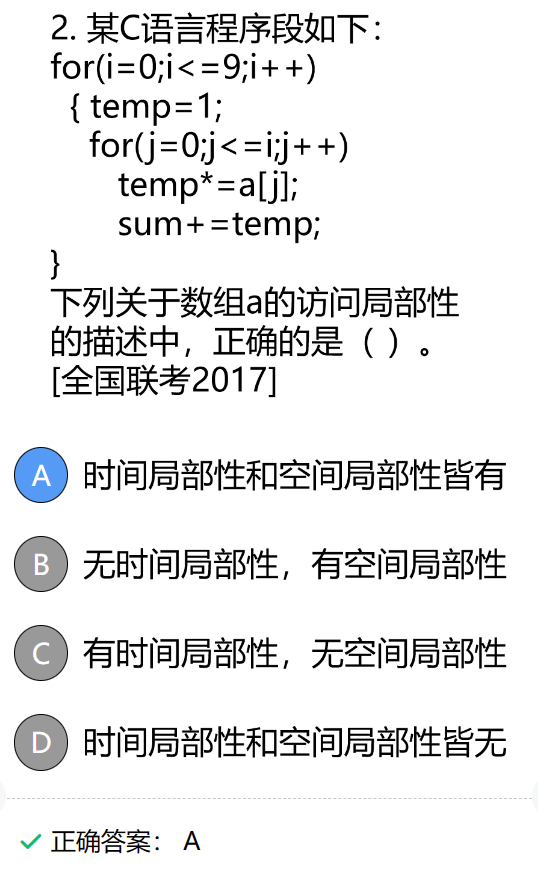 2. 某C语言程序段如下：
for(i=0;i<=9;i++)
{ temp=1;
for(j=0;j<=i;j++)
temp*=a[j];
sum+=temp;
}
下列关于数组a的访问局部性
的描述中，正确的是（ ）。
[全国联考2017]
A 时间局部性和空间局部性皆有
B 无时间局部性，有空间局部性
C 有时间局部性，无空间局部性
D 时间局部性和空间局部性皆无
正确答案： A